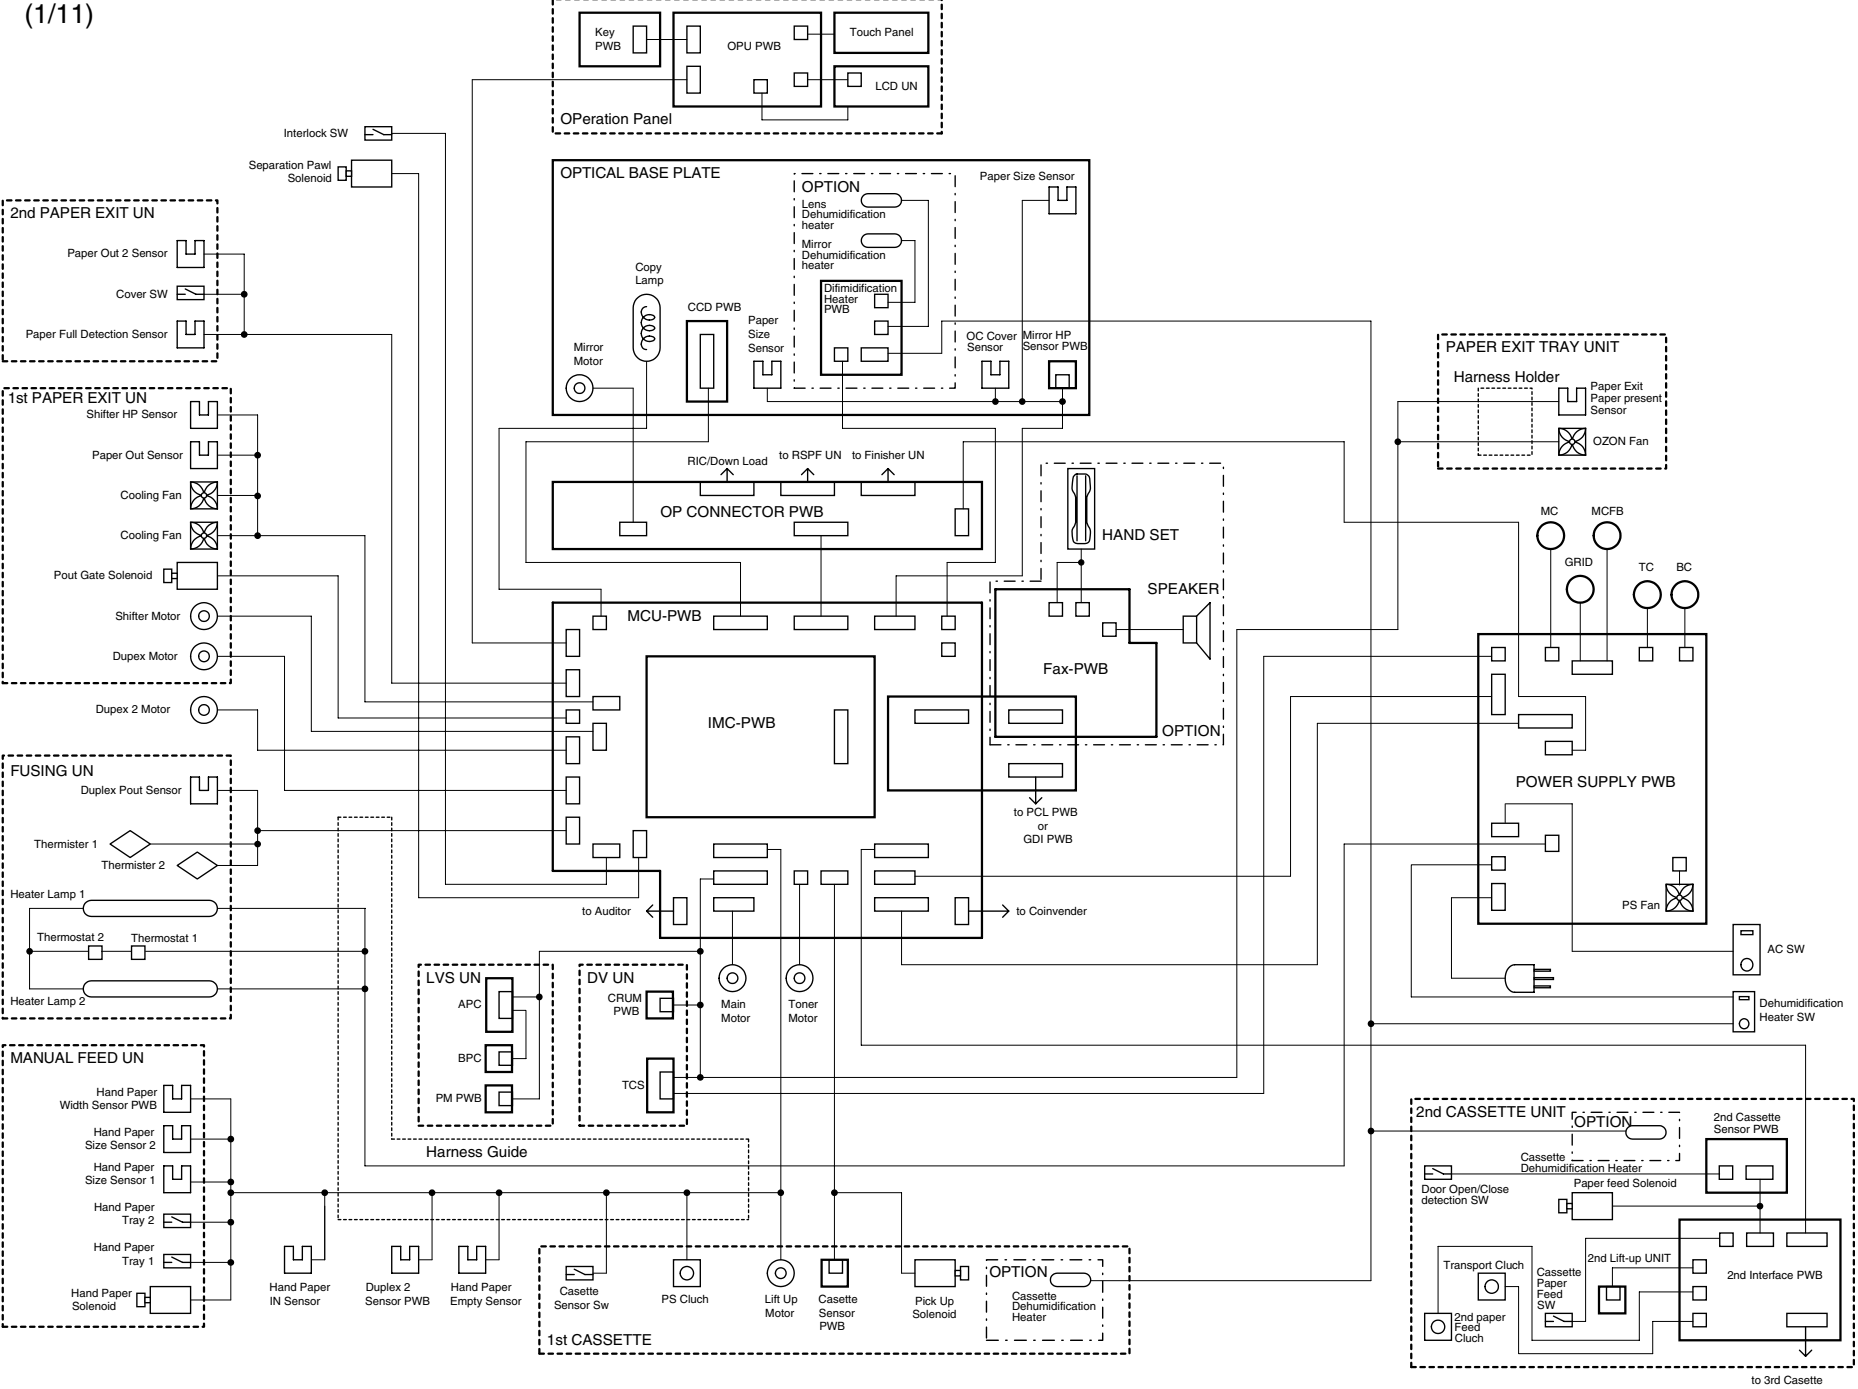 (1/11)
Key
PWB
OPU PWB
Touch Panel
LCD UN
OPeration Panel
Interlock SW
Separation Pawl
Solenoid
OPTICAL BASE PLATE
OPTION
Lens
Dehumidification
heater
Mirror
Dehumidification
heater
Difimidification
Heater
PWB
Paper Size Sensor
Copy
Lamp
CCD PWB
Paper
Size
Sensor
Mirror
Motor
OC Cover
Sensor
Mirror HP
Sensor PWB
2nd PAPER EXIT UN
Paper Out 2 Sensor
Cover SW
Paper Full Detection Sensor
1st PAPER EXIT UN
Shifter HP Sensor
Paper Out Sensor
Cooling Fan
Cooling Fan
Pout Gate Solenoid
Shifter Motor
Dupex Motor
Dupex 2 Motor
RIC/Down Load
to RSPF UN
to Finisher UN
OP CONNECTOR PWB
HAND SET
SPEAKER
Fax-PWB
OPTION
PAPER EXIT TRAY UNIT
Harness Holder
Paper Exit
Paper present
Sensor
OZON Fan
MC
MCFB
GRID
TC
BC
MCU-PWB
IMC-PWB
to PCL PWB
or
GDI PWB
POWER SUPPLY PWB
PS Fan
AC SW
Dehumidification
Heater SW
FUSING UN
Duplex Pout Sensor
Thermister 1
Thermister 2
Heater Lamp 1
Thermostat 2
Thermostat 1
Heater Lamp 2
to Auditor
to Coinvender
LVS UN
APC
BPC
PM PWB
DV UN
CRUM
PWB
TCS
Main
Motor
Toner
Motor
MANUAL FEED UN
Hand Paper
Width Sensor PWB
Hand Paper
Size Sensor 2
Hand Paper
Size Sensor 1
Hand Paper
Tray 2
Hand Paper
Tray 1
Hand Paper
Solenoid
Harness Guide
Hand Paper
IN Sensor
Duplex 2
Sensor PWB
Hand Paper
Empty Sensor
Casette
Sensor Sw
PS Cluch
Lift Up
Motor
Casette
Sensor
PWB
Pick Up
Solenoid
OPTION
Cassette
Dehumidification
Heater
1st CASSETTE
2nd CASSETTE UNIT
OPTION
2nd Cassette
Sensor PWB
Cassette
Dehumidification Heater
Door Open/Close
detection SW
Paper feed Solenoid
Transport Cluch
Cassette
Paper
Feed
SW
2nd Lift-up UNIT
2nd Interface PWB
2nd paper
Feed
Cluch
to 3rd Casette